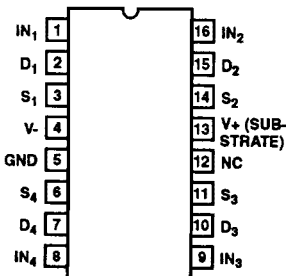 IN1 1 16 IN2
D1 2 15 D2
S1 3 14 S2
V- 4 13 V+ (SUB-
STRATE)
GND 5 12 NC
S4 6 11 S3
D4 7 10 D3
IN4 8 9 IN3